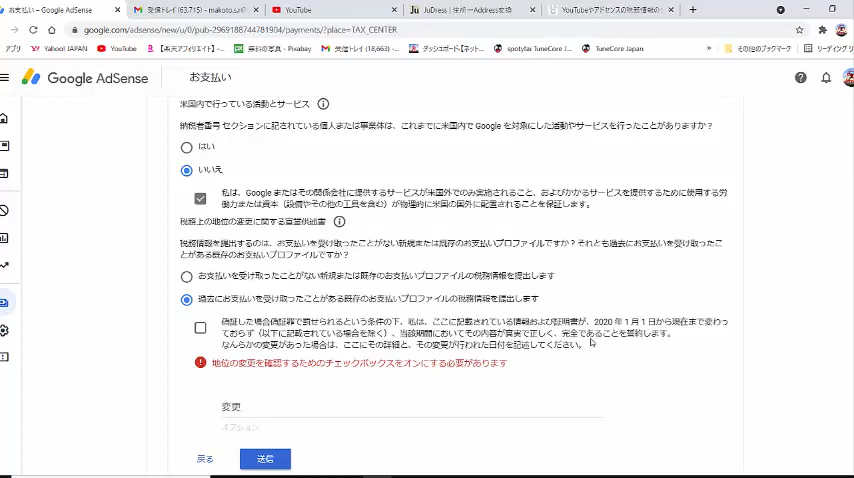 お支払い – Google AdSense
受信トレイ (63,715) - makoto.s.r
YouTube
JuDress | 住所→Address変換
YouTubeやアドセンスの税務情報の
google.com/adsense/new/u/0/pub-2969188744781904/payments/?place=TAX_CENTER
アプリ
Yahoo! JAPAN
YouTube
【楽天アフィリエイト】-
無料の写真 - Pixabay
受信トレイ (18,663) -
ダッシュボード【ネット
spotyfai TuneCore J
TuneCore Japan
»
その他のブックマーク
リーディング リ
Google AdSense
お支払い
米国内で行っている活動とサービス
納税者番号 セクションに記されている個人または事業体は、これまでに米国内で Google を対象にした活動やサービスを行ったことがありますか？
はい
いいえ
私は、Google またはその関係会社に提供するサービスが米国外でのみ実施されること、およびかかるサービスを提供するために使用する労
働力または資本（設備やその他の工具を含む）が物理的に米国の国外に配置されることを保証します。
税務上の地位の変更に関する宣誓供述書
税務情報を提出するのは、お支払いを受け取ったことがない新規または既存のお支払いプロファイルですか？それとも過去にお支払いを受け取ったこ
とがある既存のお支払いプロファイルですか？
お支払いを受け取ったことがない新規または既存のお支払いプロファイルの税務情報を提出します
過去にお支払いを受け取ったことがある既存のお支払いプロファイルの税務情報を提出します
偽証した場合偽証罪で罰せられるという条件の下、私は、ここに記載されている情報および証明書が、2020 年 1 月 1 日から現在まで変わっ
ておらず（以下に記載されている場合を除く）、当該期間においてその内容が真実で正しく、完全であることを誓約します。
なんらかの変更があった場合は、ここにその詳細と、その変更が行われた日付を記述してください。
地位の変更を確認するためのチェックボックスをオンにする必要があります
変更
オプション
戻る
送信